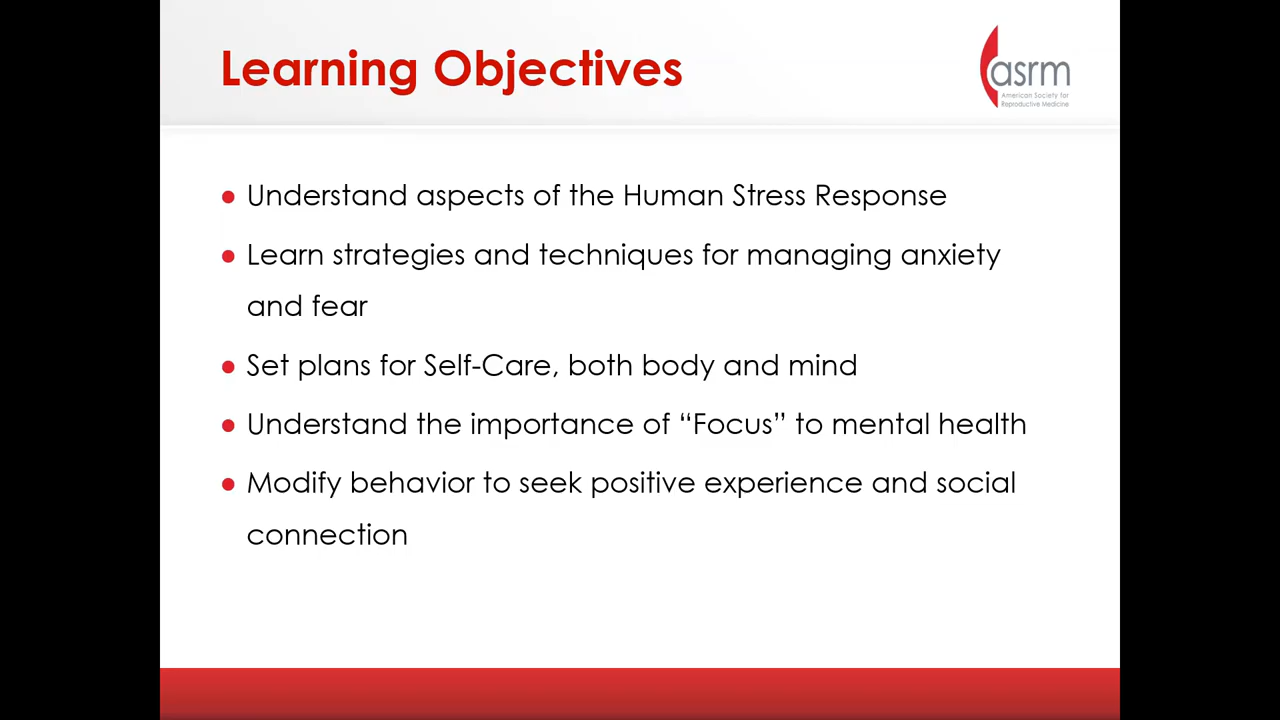 Learning Objectives
asrm
American Society for
Reproductive Medicine
● Understand aspects of the Human Stress Response
● Learn strategies and techniques for managing anxiety
and fear
● Set plans for Self-Care, both body and mind
● Understand the importance of “Focus” to mental health
● Modify behavior to seek positive experience and social
connection